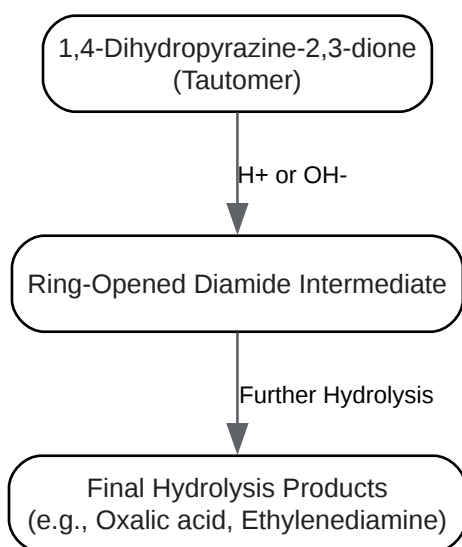 1,4-Dihydropyrazine-2,3-dione
(Tautomer)
H+ or OH-
Ring-Opened Diamide Intermediate
Further Hydrolysis
Final Hydrolysis Products
(e.g., Oxalic acid, Ethylenediamine)